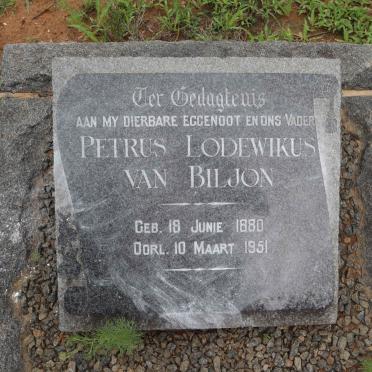 Ter Gedagtenis
AAN MY DIERBARE EGGENOOT EN ONS VADER
PETRUS LODEWIKUS
VAN BILJON
GEB. 18 JUNIE 1880
OORL. 10 MAART 1951